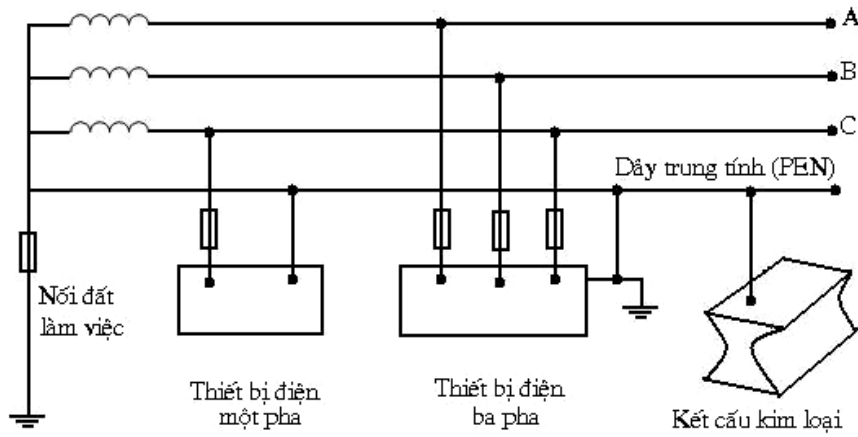 A
B
C
Dây trung tính (PEN)
Nối đất
làm việc
Thiết bị điện
một pha
Thiết bị điện
ba pha
Kết cấu kim loại